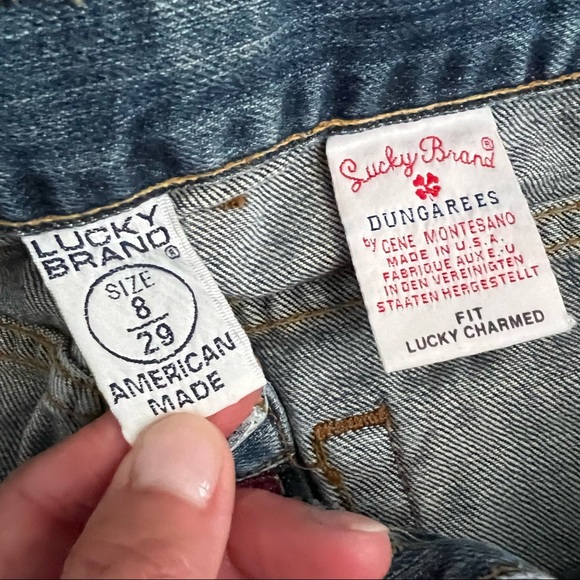 LUCKY
BRAND®
SIZE
8
29
AMERICAN
MADE
Lucky Brand®
DUNGAREES
by GENE MONTESANO
MADE IN U.S.A.
FABRIQUE AUX E.-U
IN DEN VEREINIGTEN
STAATEN HERGESTELLT
FIT
LUCKY CHARMED